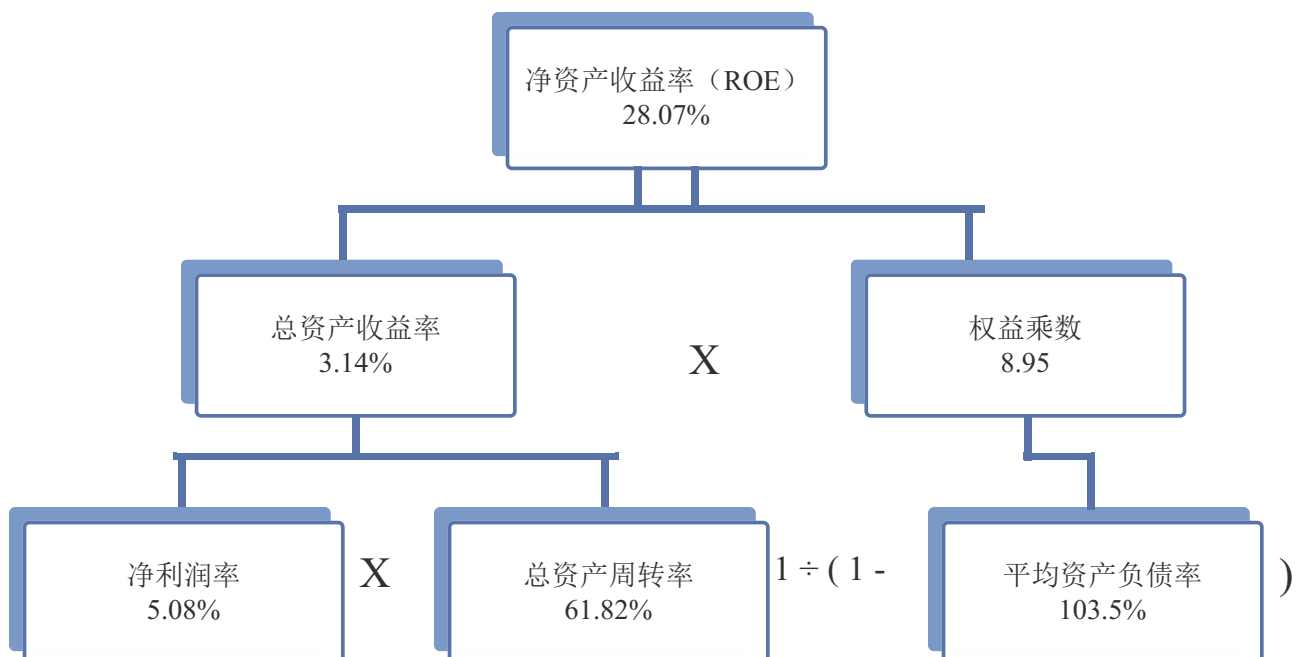 净资产收益率（ROE）
28.07%
总资产收益率
3.14%
X
权益乘数
8.95
净利润率
5.08%
X
总资产周转率
61.82%
1 ÷ ( 1 -
平均资产负债率
103.5%
)